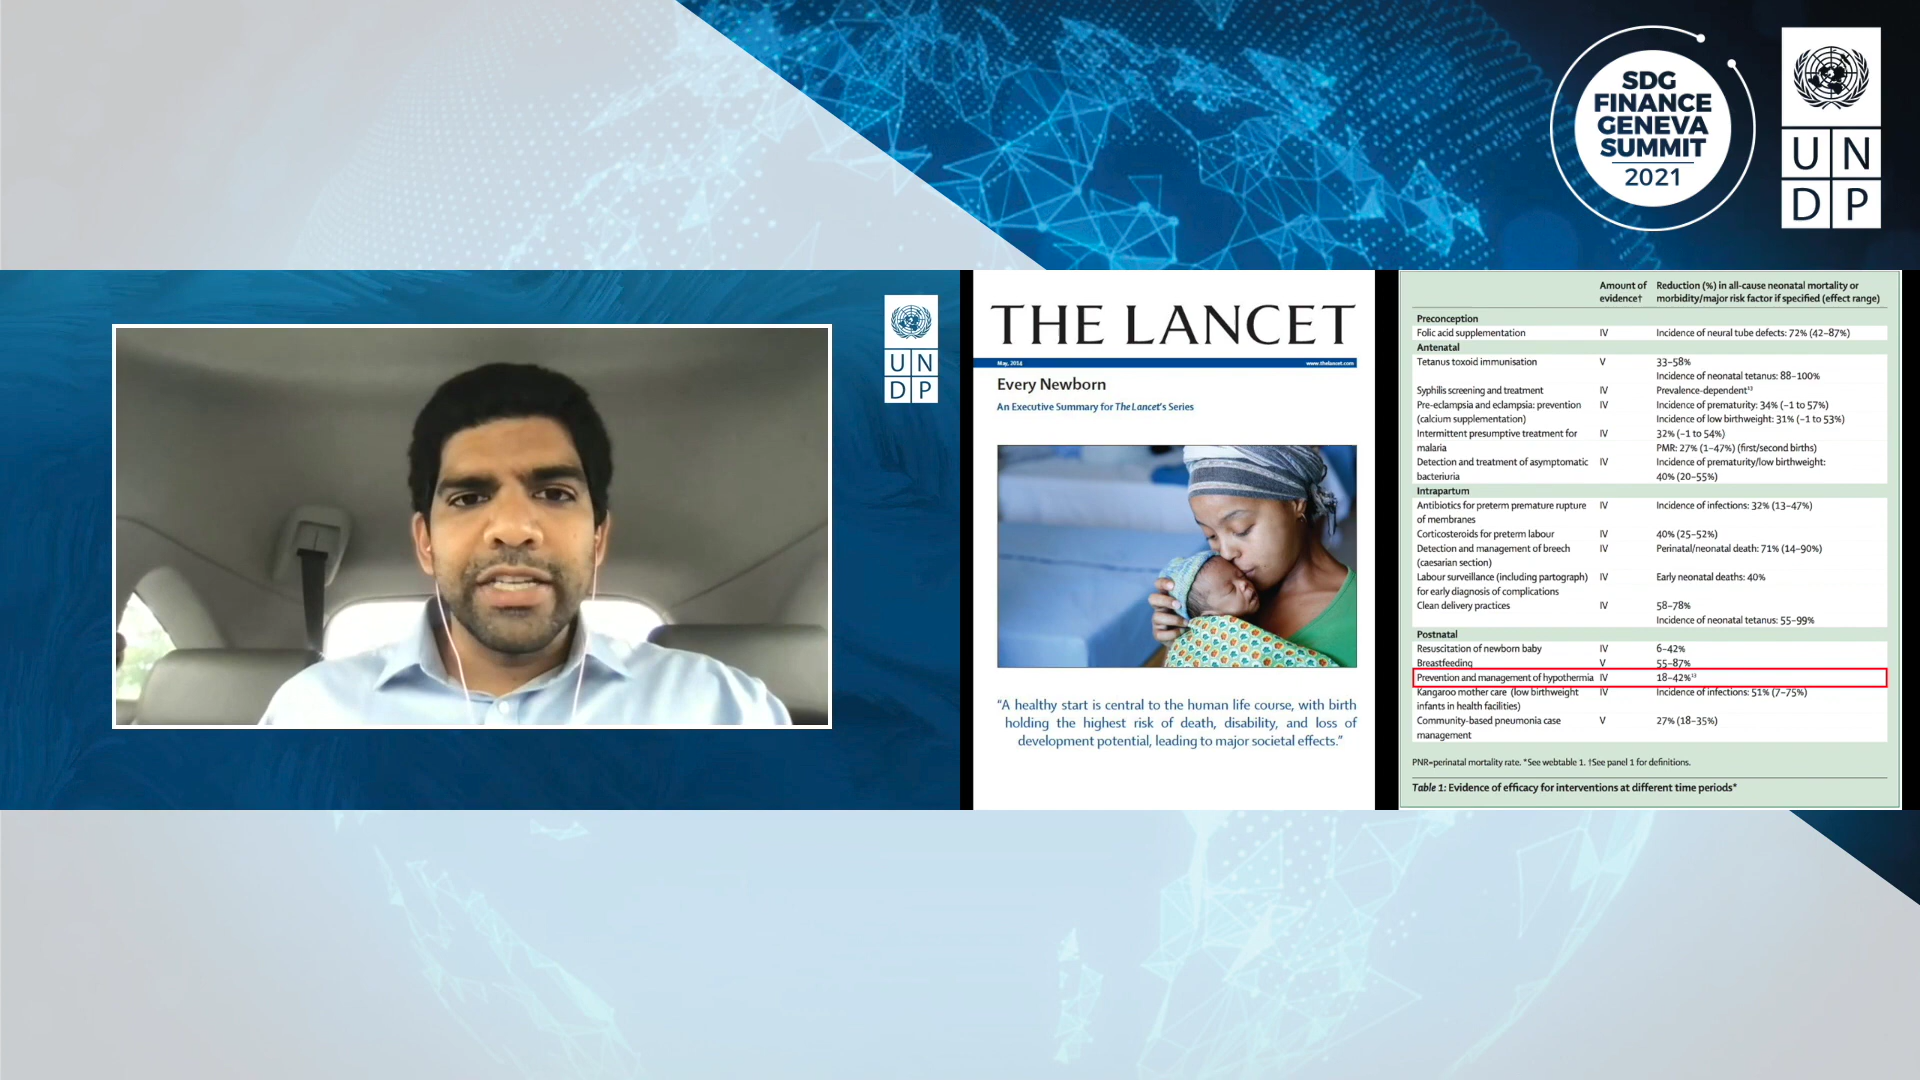 SDG
FINANCE
GENEVA
SUMMIT
2021
U N
D P
U N
D P
THE LANCET
May, 2014 www.thelancet.com
Every Newborn
An Executive Summary for The Lancet's Series
“A healthy start is central to the human life course, with birth
holding the highest risk of death, disability, and loss of
development potential, leading to major societal effects.”
Amount of Reduction (%) in all-cause neonatal mortality or
evidence† morbidity/major risk factor if specified (effect range)
Preconception
Folic acid supplementation IV Incidence of neural tube defects: 72% (42–87%)
Antenatal
Tetanus toxoid immunisation V 33–58%
Incidence of neonatal tetanus: 88–100%
Syphilis screening and treatment IV Prevalence-dependent¹³
Pre-eclampsia and eclampsia: prevention IV Incidence of prematurity: 34% (–1 to 57%)
(calcium supplementation) Incidence of low birthweight: 31% (–1 to 53%)
Intermittent presumptive treatment for IV 32% (–1 to 54%)
malaria PMR: 27% (1–47%) (first/second births)
Detection and treatment of asymptomatic IV Incidence of prematurity/low birthweight:
bacteriuria 40% (20–55%)
Intrapartum
Antibiotics for preterm premature rupture IV Incidence of infections: 32% (13–47%)
of membranes
Corticosteroids for preterm labour IV 40% (25–52%)
Detection and management of breech IV Perinatal/neonatal death: 71% (14–90%)
(caesarian section)
Labour surveillance (including partograph) IV Early neonatal deaths: 40%
for early diagnosis of complications
Clean delivery practices IV 58–78%
Incidence of neonatal tetanus: 55–99%
Postnatal
Resuscitation of newborn baby IV 6–42%
Breastfeeding V 55–87%
Prevention and management of hypothermia IV 18–42%¹³
Kangaroo mother care (low birthweight IV Incidence of infections: 51% (7–75%)
infants in health facilities)
Community-based pneumonia case V 27% (18–35%)
management
PNR=perinatal mortality rate. *See webtable 1. †See panel 1 for definitions.
Table 1: Evidence of efficacy for interventions at different time periods*